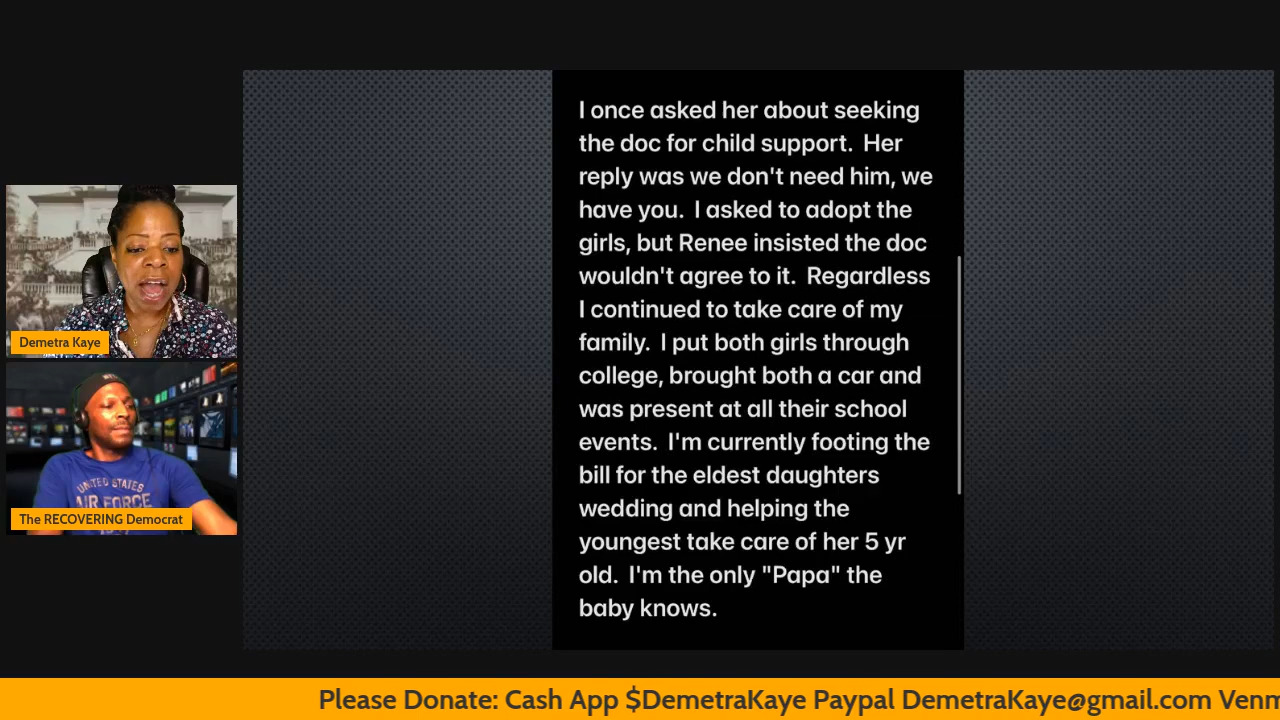 I once asked her about seeking
the doc for child support.  Her
reply was we don't need him, we
have you.  I asked to adopt the
girls, but Renee insisted the doc
wouldn't agree to it.  Regardless
I continued to take care of my
family.  I put both girls through
college, brought both a car and
was present at all their school
events.  I'm currently footing the
bill for the eldest daughters
wedding and helping the
youngest take care of her 5 yr
old.  I'm the only "Papa" the
baby knows.
Demetra Kaye
UNITED STATES
AIR FORCE
The RECOVERING Democrat
Please Donate: Cash App $DemetraKaye Paypal DemetraKaye@gmail.com